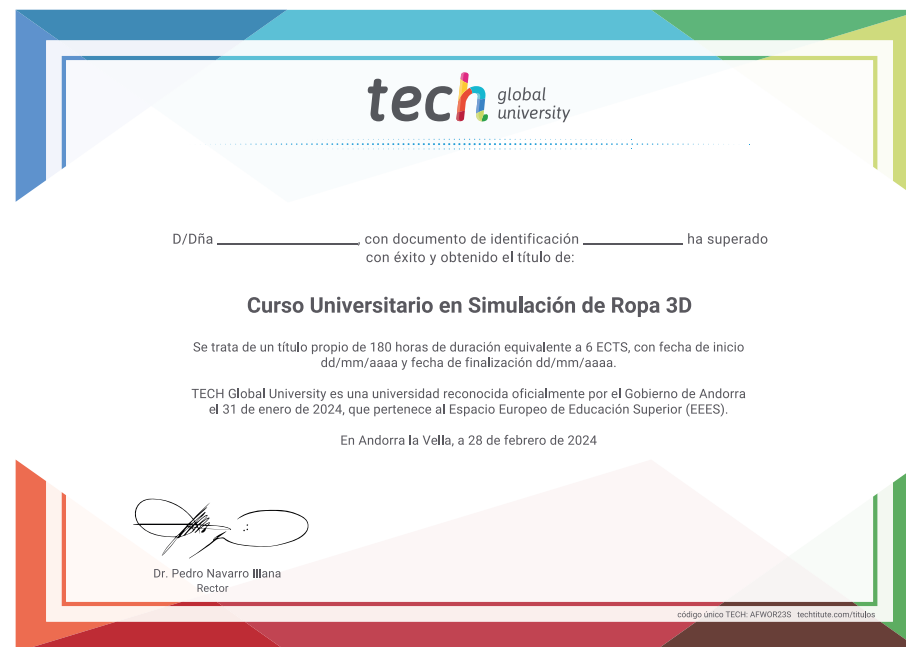 tech global university
D/Dña ______________, con documento de identificación __________ ha superado
con éxito y obtenido el título de:
Curso Universitario en Simulación de Ropa 3D
Se trata de un título propio de 180 horas de duración equivalente a 6 ECTS, con fecha de inicio
dd/mm/aaaa y fecha de finalización dd/mm/aaaa.
TECH Global University es una universidad reconocida oficialmente por el Gobierno de Andorra
el 31 de enero de 2024, que pertenece al Espacio Europeo de Educación Superior (EEES).
En Andorra la Vella, a 28 de febrero de 2024
Dr. Pedro Navarro Illana
Rector
código único TECH: AFWOR23S techtitute.com/titulos